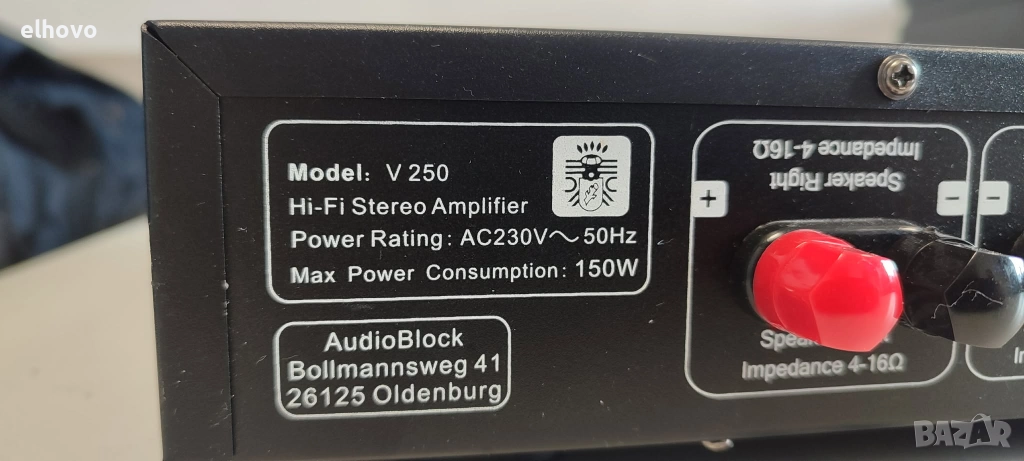 elhovo
Model: V 250
Hi-Fi Stereo Amplifier
Power Rating: AC230V～50Hz
Max Power Consumption: 150W
AudioBlock
Bollmannsweg 41
26125 Oldenburg
Impedance 4-16Ω
Speaker Right
+
−
−
Impedance 4-16Ω
BAZAR